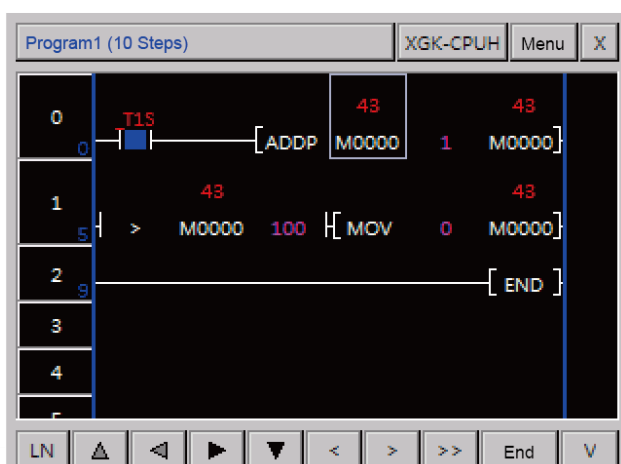 Program1 (10 Steps) XGK-CPUH Menu X
43 43
0 _T1S
0 ADDP M0000 1 M0000
43 43
1
5 > M0000 100 MOV 0 M0000
2
9 END
3
4
LN < > >> End V